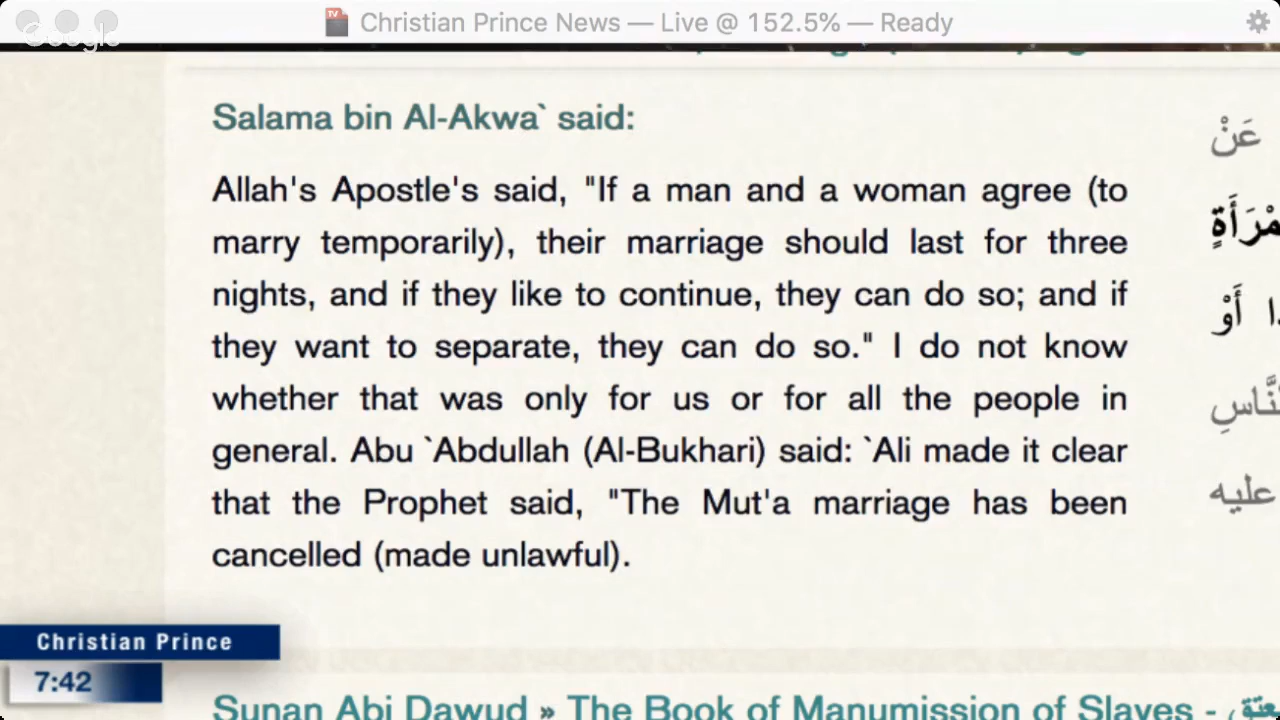 Christian Prince News — Live @ 152.5% — Ready
Google
Salama bin Al-Akwa` said:
عَنْ
Allah's Apostle's said, "If a man and a woman agree (to
marry temporarily), their marriage should last for three
nights, and if they like to continue, they can do so; and if
أَوْ
they want to separate, they can do so." I do not know
whether that was only for us or for all the people in
general. Abu `Abdullah (Al-Bukhari) said: `Ali made it clear
that the Prophet said, "The Mut'a marriage has been
عليه
cancelled (made unlawful).
Christian Prince
7:42
Sunan Abi Dawud » The Book of Manumission of Slaves -